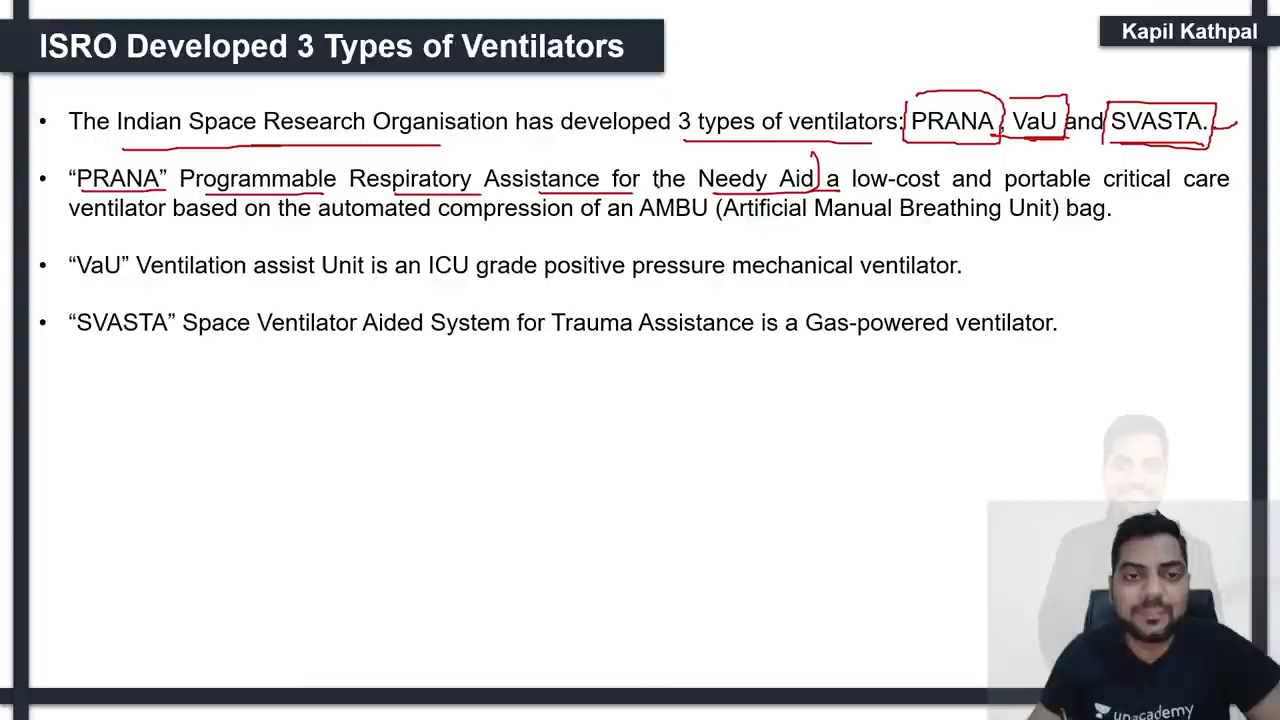 ISRO Developed 3 Types of Ventilators
Kapil Kathpal
• The Indian Space Research Organisation has developed 3 types of ventilators: PRANA, VaU and SVASTA.
• “PRANA” Programmable Respiratory Assistance for the Needy Aid a low-cost and portable critical care
ventilator based on the automated compression of an AMBU (Artificial Manual Breathing Unit) bag.
• “VaU” Ventilation assist Unit is an ICU grade positive pressure mechanical ventilator.
• “SVASTA” Space Ventilator Aided System for Trauma Assistance is a Gas-powered ventilator.
unacademy